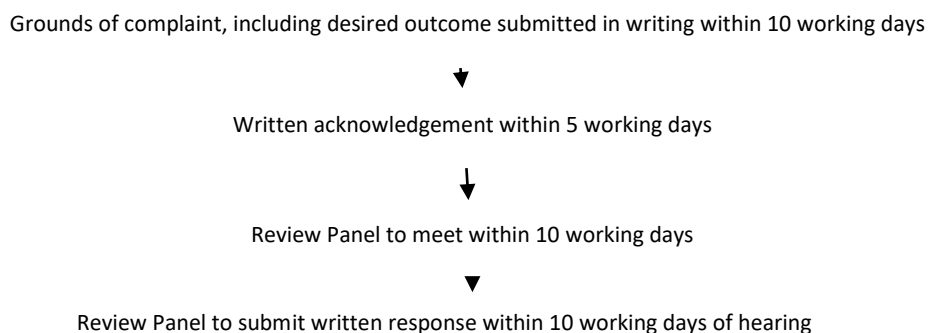 Grounds of complaint, including desired outcome submitted in writing within 10 working days
Written acknowledgement within 5 working days
Review Panel to meet within 10 working days
Review Panel to submit written response within 10 working days of hearing